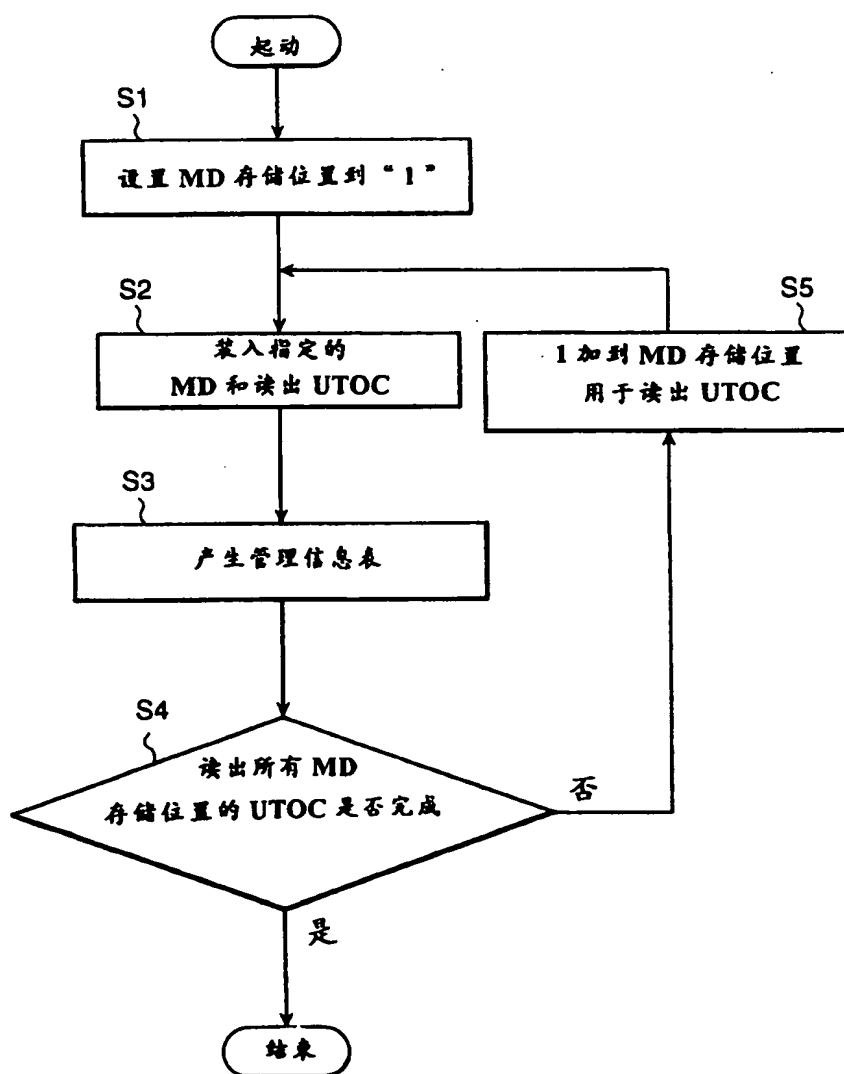 起动
S1
设置 MD 存储位置到 “1”
S2
装入指定的
MD 和读出 UTOC
S5
1 加到 MD 存储位置
用于读出 UTOC
S3
产生管理信息表
S4
读出所有 MD
存储位置的 UTOC 是否完成
否
是
结束